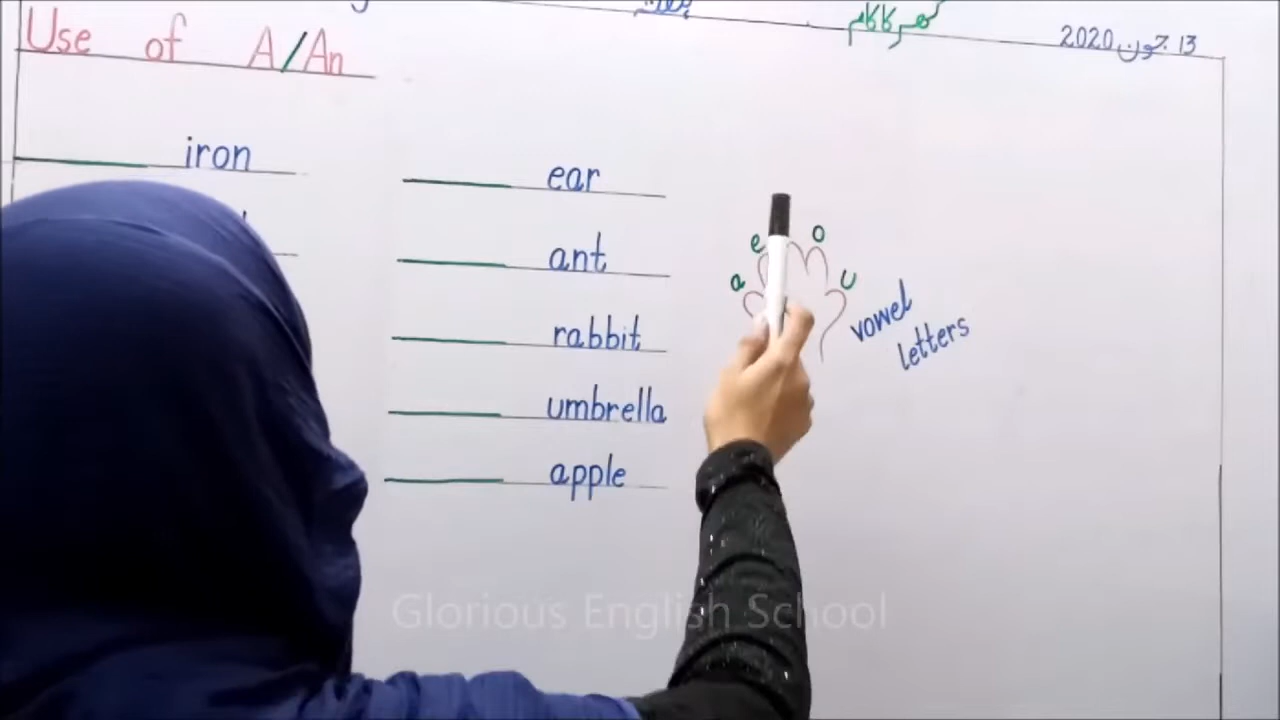 گھر کا کام
13 جون 2020
Use of A/An
iron
ear
ant
rabbit
umbrella
apple
a e o u
vowel
letters
Glorious English School